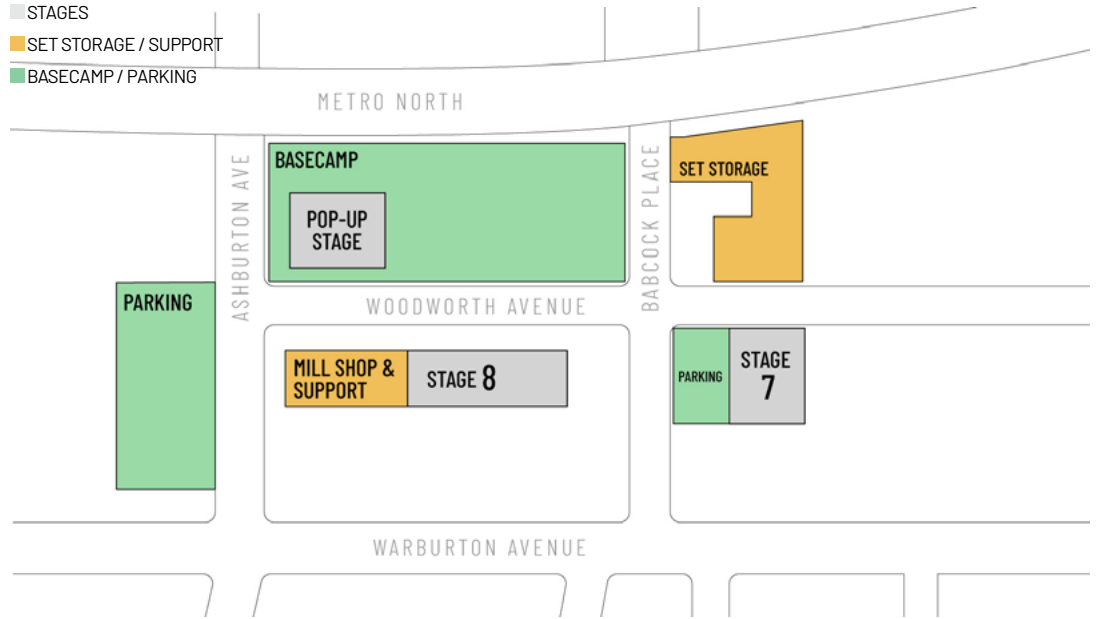 STAGES
SET STORAGE / SUPPORT
BASECAMP / PARKING
METRO NORTH
BASECAMP
POP-UP
STAGE
ASHBURTON AVE
BABCOCK PLACE
SET STORAGE
PARKING
WOODWORTH AVENUE
MILL SHOP &
SUPPORT
STAGE 8
PARKING
STAGE
7
WARBURTON AVENUE